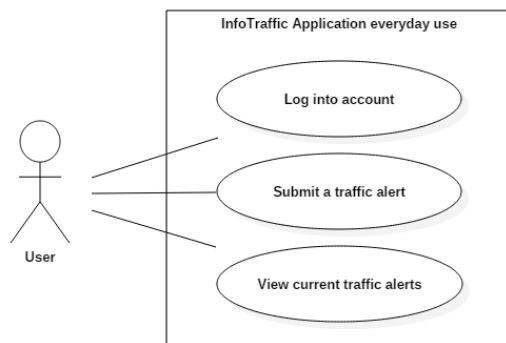 InfoTraffic Application everyday use
Log into account
Submit a traffic alert
View current traffic alerts
User